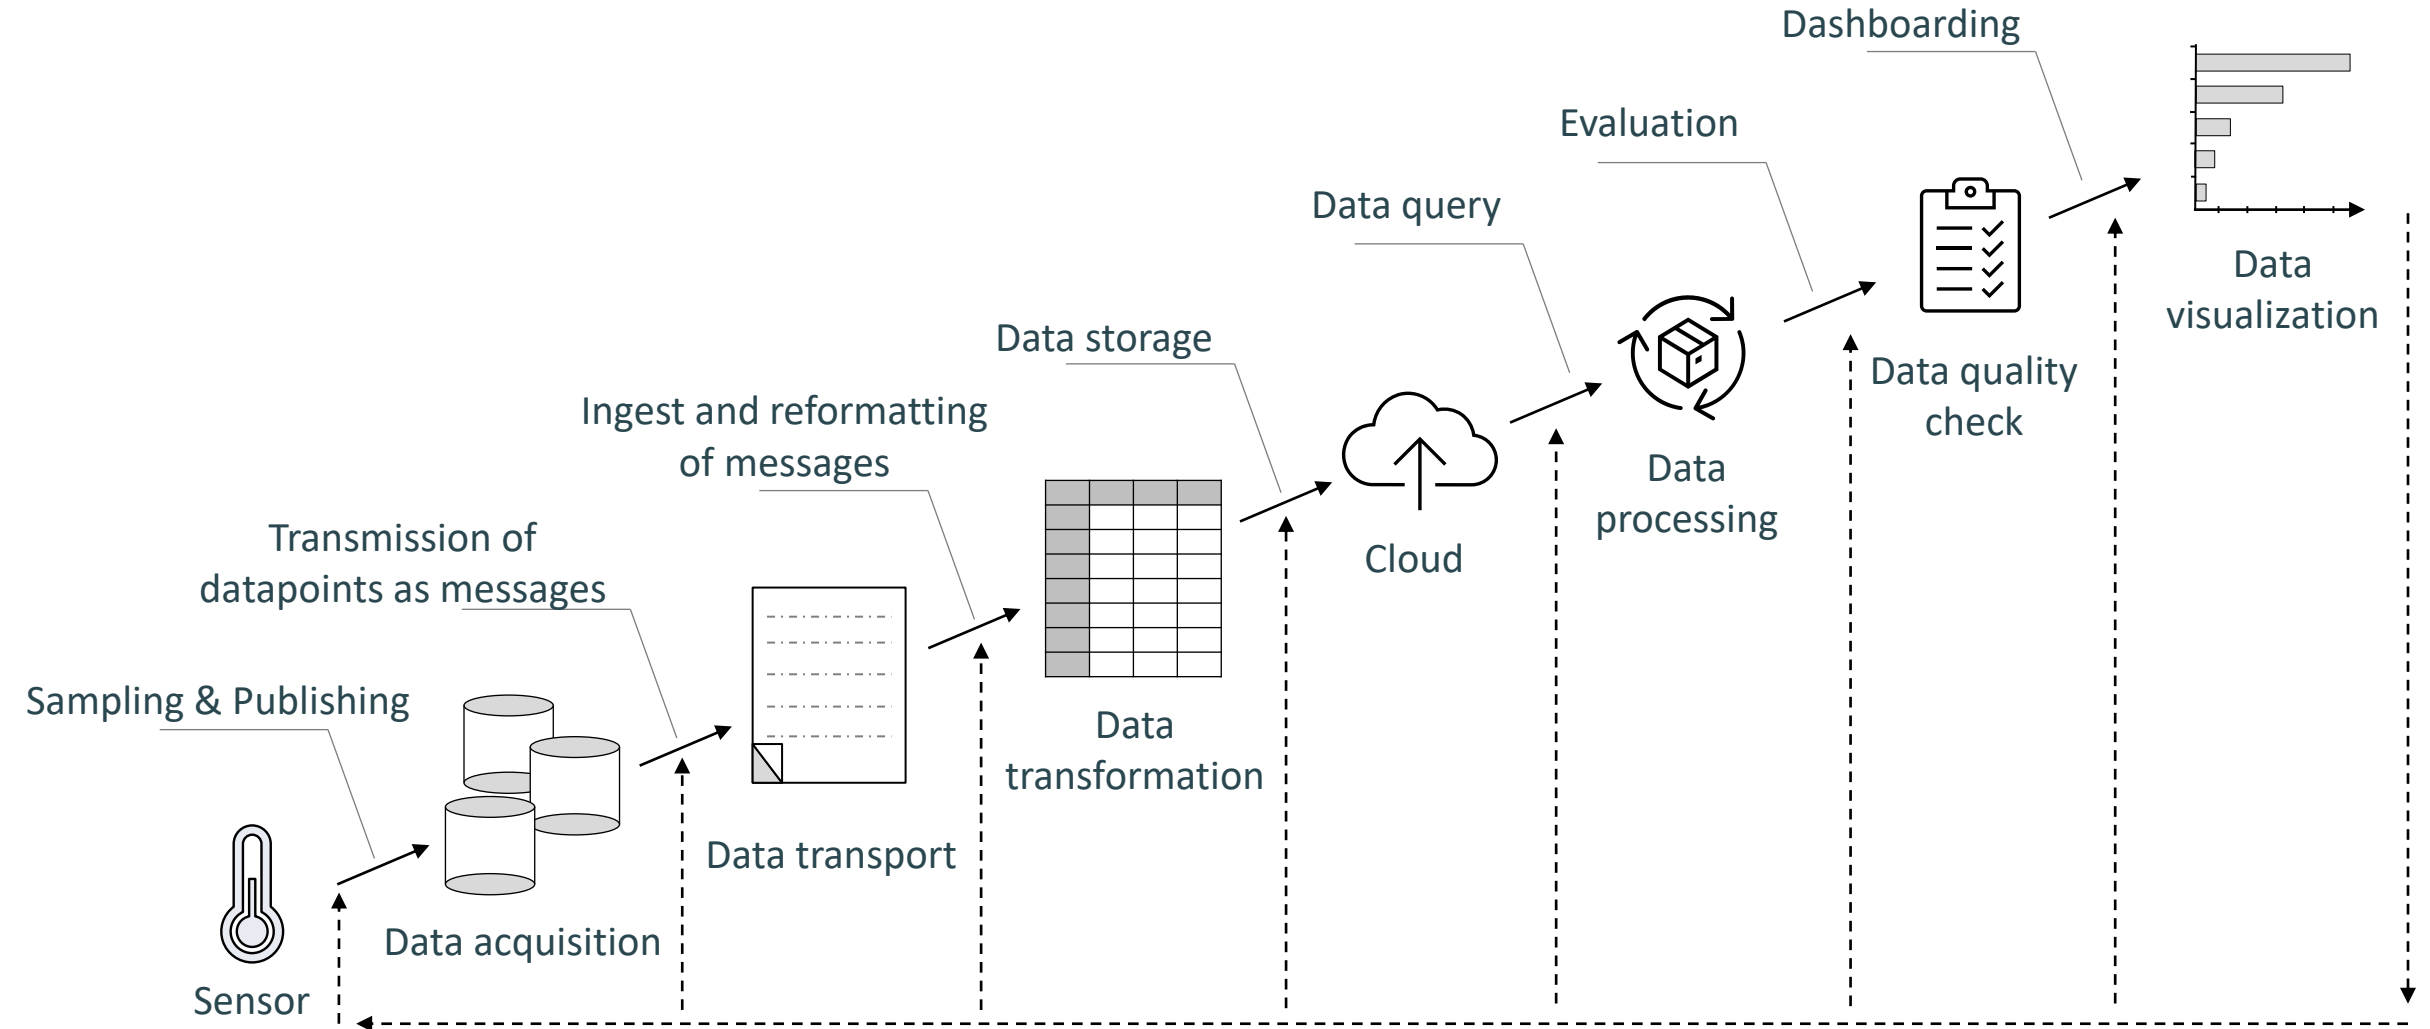 Dashboarding
Evaluation
Data query
Data
visualization
Data storage
Data quality
check
Ingest and reformatting
of messages
Data
processing
Transmission of
datapoints as messages
Cloud
Sampling & Publishing
Data
transformation
Data transport
Data acquisition
Sensor